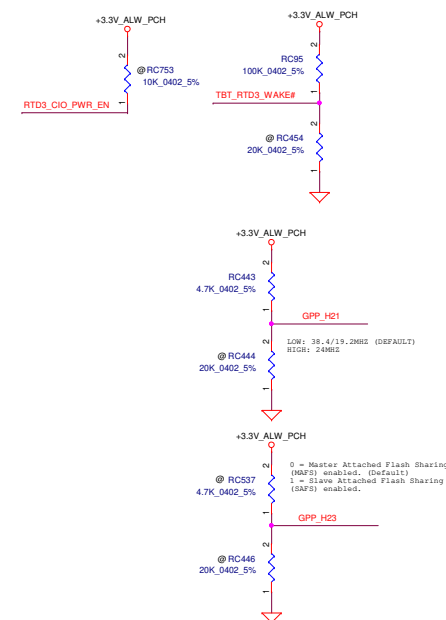 +3.3V_ALW_PCH
2
@ RC753
10K_0402_5%
1
RTD3_CIO_PWR_EN
+3.3V_ALW_PCH
2
RC95
100K_0402_5%
1
TBT_RTD3_WAKE#
2
@ RC454
20K_0402_5%
1
+3.3V_ALW_PCH
2
RC443
4.7K_0402_5%
1
GPP_H21
LOW: 38.4/19.2MHZ (DEFAULT)
HIGH: 24MHZ
2
@ RC444
20K_0402_5%
1
+3.3V_ALW_PCH
2
@ RC537
4.7K_0402_5%
1
0 = Master Attached Flash Sharing
(MAFS) enabled. (Default)
1 = Slave Attached Flash Sharing
(SAFS) enabled.
GPP_H23
2
@ RC446
20K_0402_5%
1